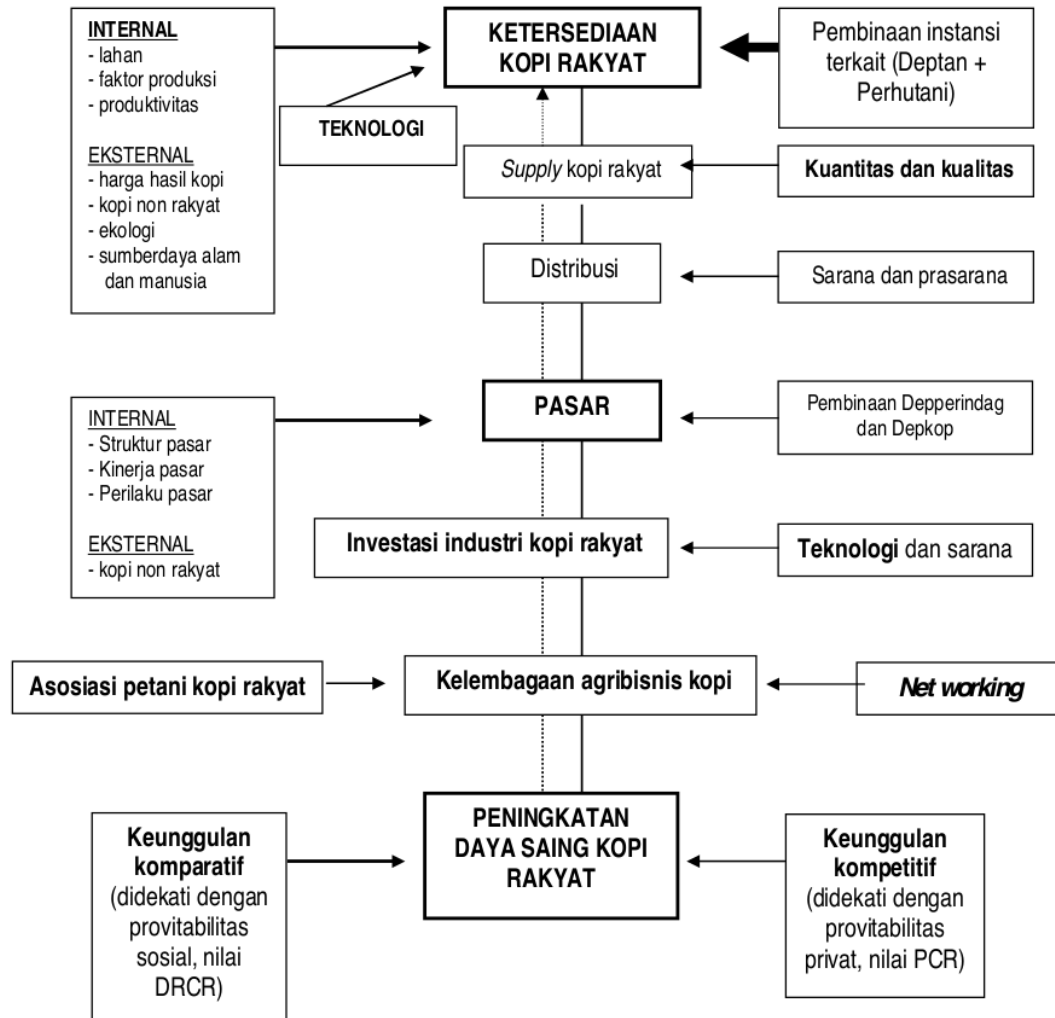 INTERNAL
- lahan
- faktor produksi
- produktivitas
EKSTERNAL
- harga hasil kopi
- kopi non rakyat
- ekologi
- sumberdaya alam
dan manusia
TEKNOLOGI
KETERSEDIAAN
KOPI RAKYAT
Pembinaan instansi
terkait (Deptan +
Perhutani)
Supply kopi rakyat
Kuantitas dan kualitas
Distribusi
Sarana dan prasarana
INTERNAL
- Struktur pasar
- Kinerja pasar
- Perilaku pasar
EKSTERNAL
- kopi non rakyat
PASAR
Pembinaan Depperindag
dan Depkop
Investasi industri kopi rakyat
Teknologi dan sarana
Asosiasi petani kopi rakyat
Kelembagaan agribisnis kopi
Net working
Keunggulan
komparatif
(didekati dengan
provitabilitas
sosial, nilai
DRCR)
PENINGKATAN
DAYA SAING KOPI
RAKYAT
Keunggulan
kompetitif
(didekati dengan
provitabilitas
privat, nilai PCR)